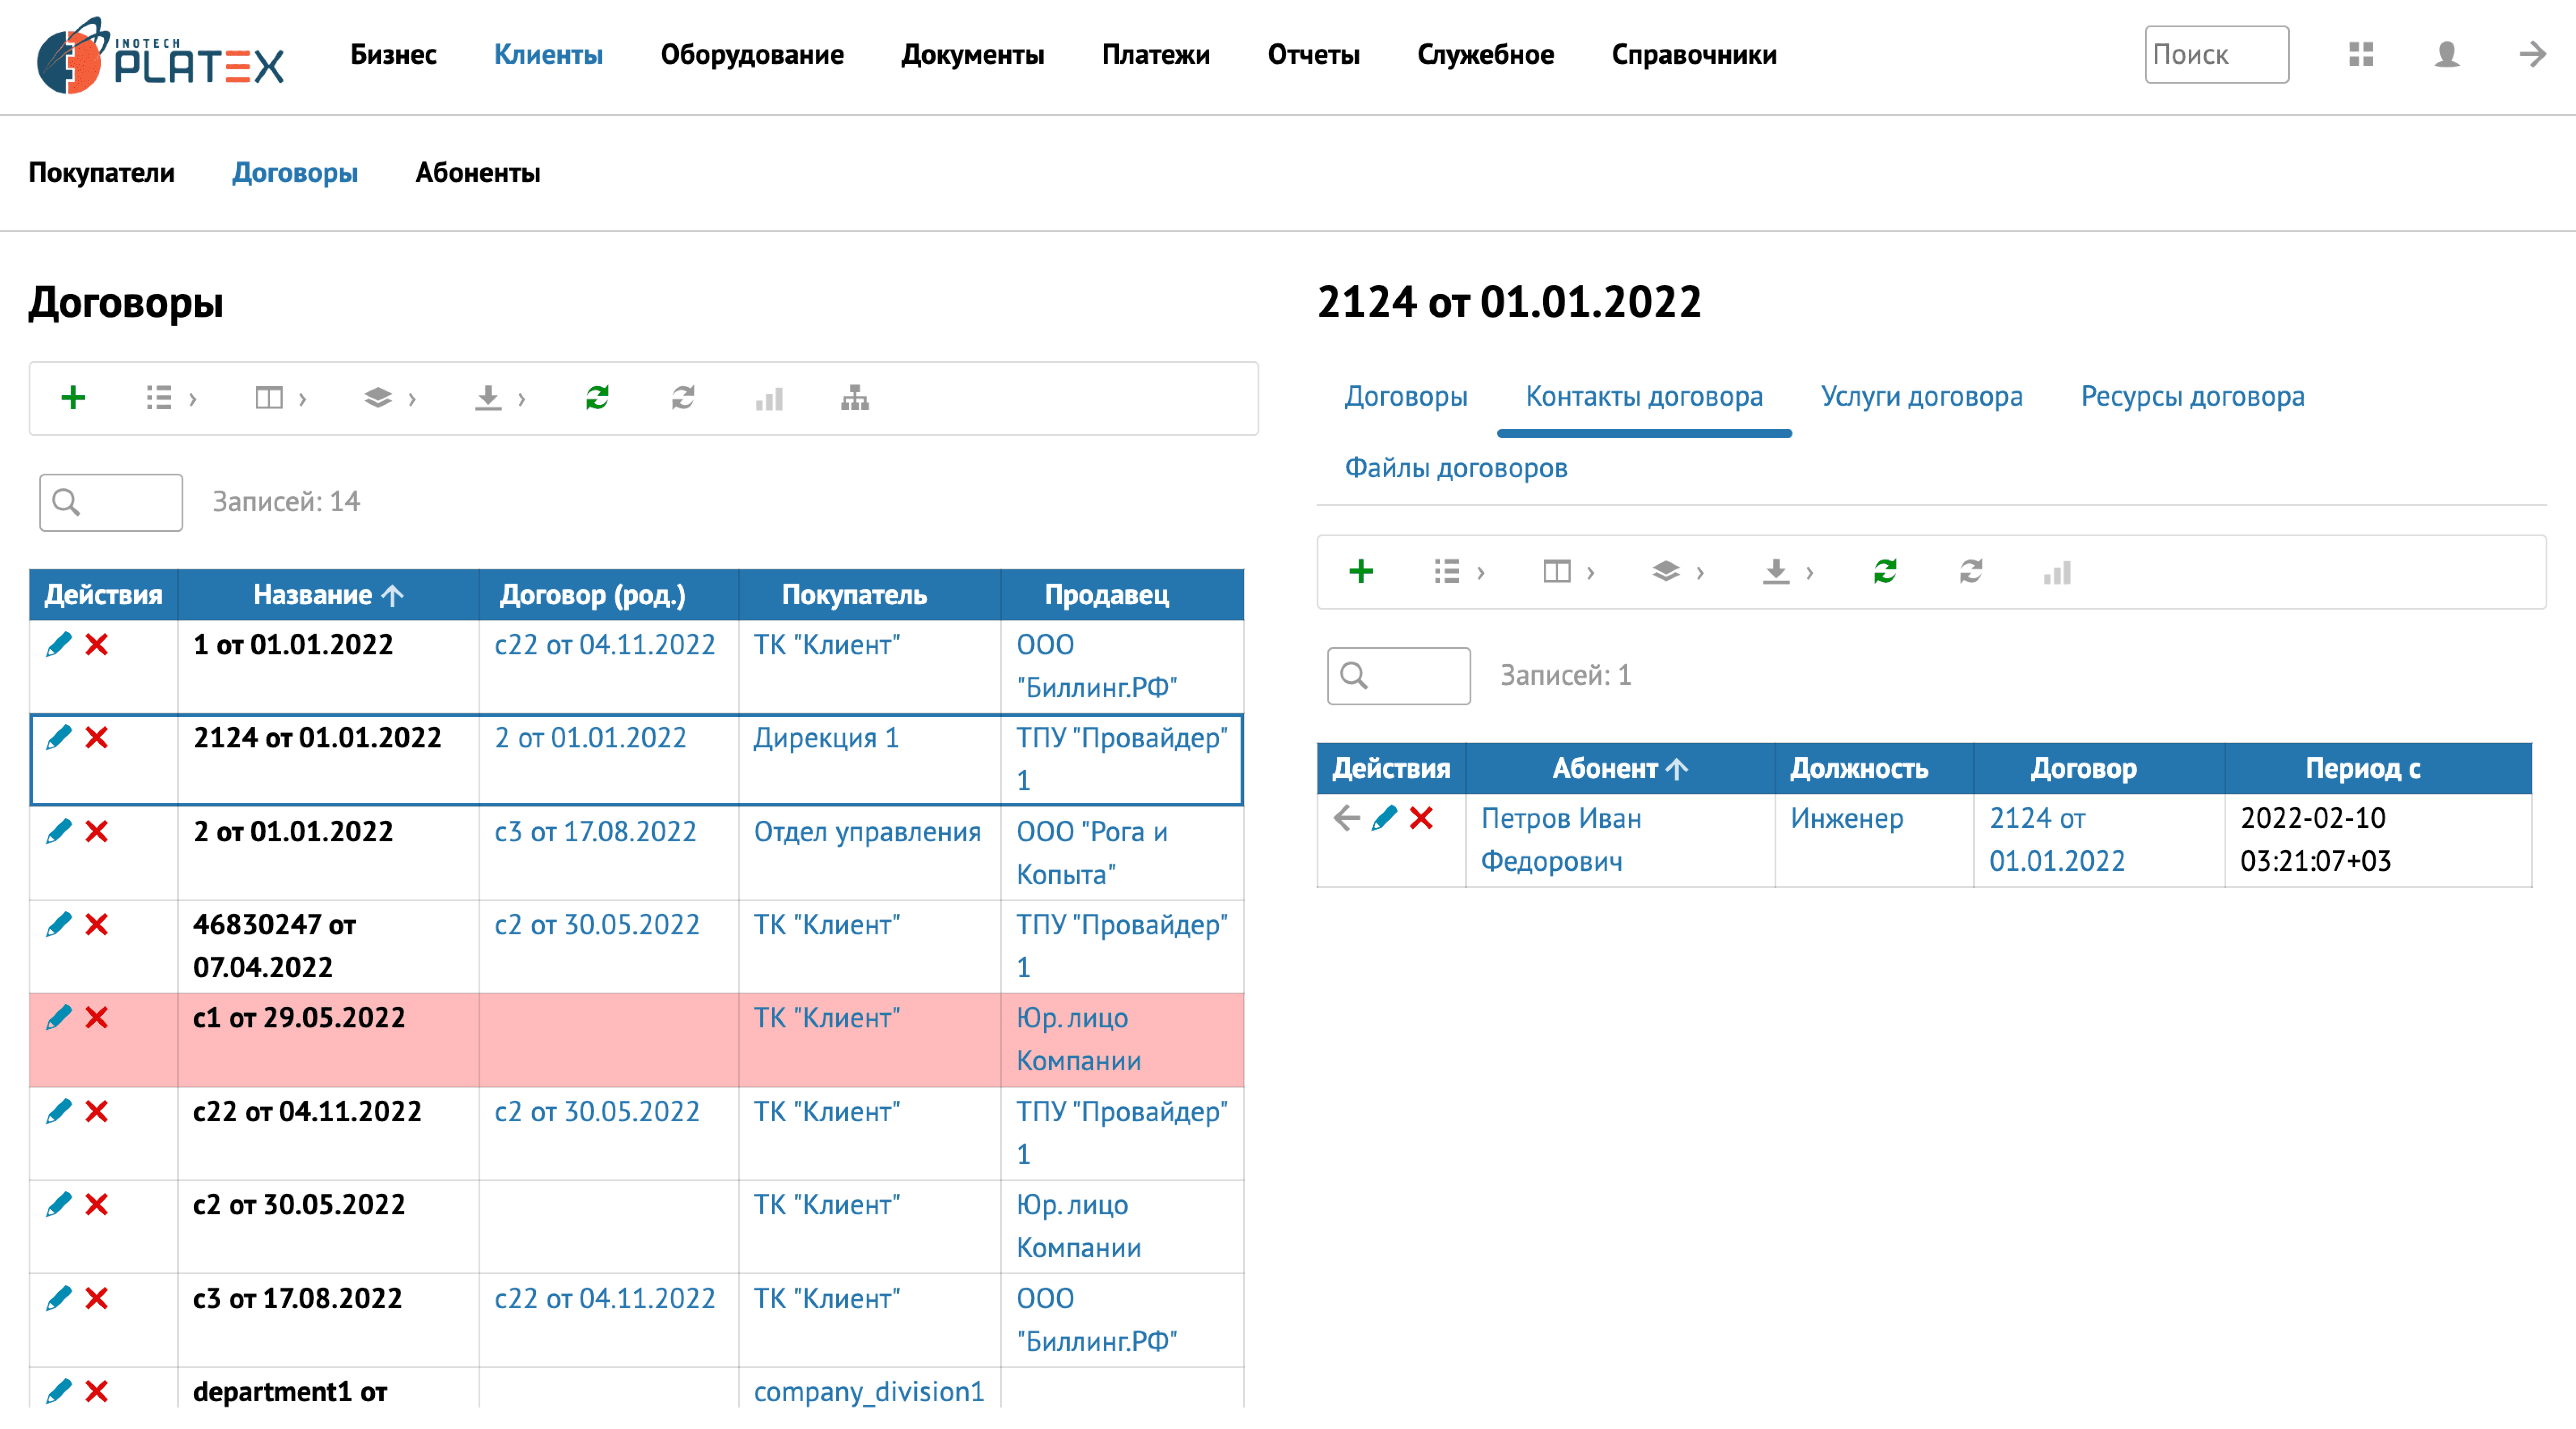 INOTECH
PLATEX
Бизнес Клиенты Оборудование Документы Платежи Отчеты Служебное Справочники
Поиск
Покупатели Договоры Абоненты
Договоры
Записей: 14
Действия Название Договор (род.) Покупатель Продавец
1 от 01.01.2022 c22 от 04.11.2022 ТК "Клиент" ООО
"Биллинг.РФ"
2124 от 01.01.2022 2 от 01.01.2022 Дирекция 1 ТПУ "Провайдер"
1
2 от 01.01.2022 c3 от 17.08.2022 Отдел управления ООО "Рога и
Копыта"
46830247 от c2 от 30.05.2022 ТК "Клиент" ТПУ "Провайдер"
07.04.2022 1
c1 от 29.05.2022 ТК "Клиент" Юр. лицо
Компании
c22 от 04.11.2022 c2 от 30.05.2022 ТК "Клиент" ТПУ "Провайдер"
1
c2 от 30.05.2022 ТК "Клиент" Юр. лицо
Компании
c3 от 17.08.2022 c22 от 04.11.2022 ТК "Клиент" ООО
"Биллинг.РФ"
department1 от company_division1
2124 от 01.01.2022
Договоры Контакты договора Услуги договора Ресурсы договора
Файлы договоров
Записей: 1
Действия Абонент Должность Договор Период с
Петров Иван Инженер 2124 от 2022-02-10
Федорович 01.01.2022 03:21:07+03